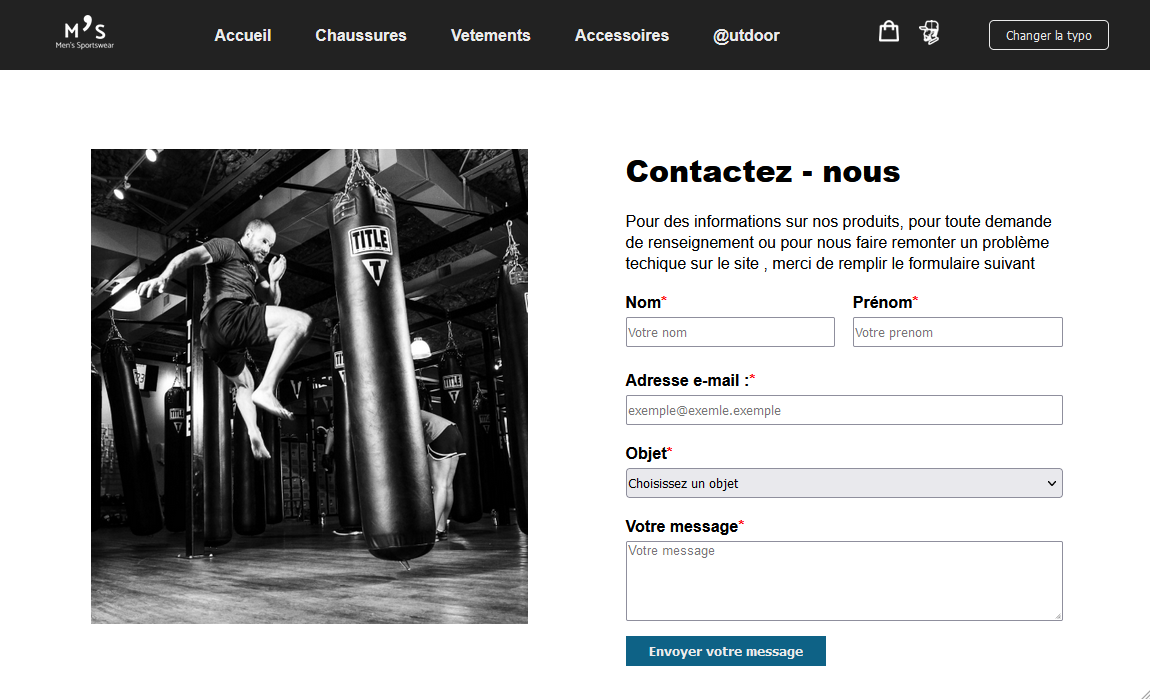 M's
Men's Sportswear
Accueil
Chaussures
Vetements
Accessoires
@utdoor
Changer la typo
TITLE
T
TITLE
TITLE
TITLE
Contactez - nous
Pour des informations sur nos produits, pour toute demande
de renseignement ou pour nous faire remonter un problème
techique sur le site , merci de remplir le formulaire suivant
Nom*
Prénom*
Votre nom
Votre prenom
Adresse e-mail :*
exemple@exemle.exemple
Objet*
Choisissez un objet
Votre message*
Votre message
Envoyer votre message